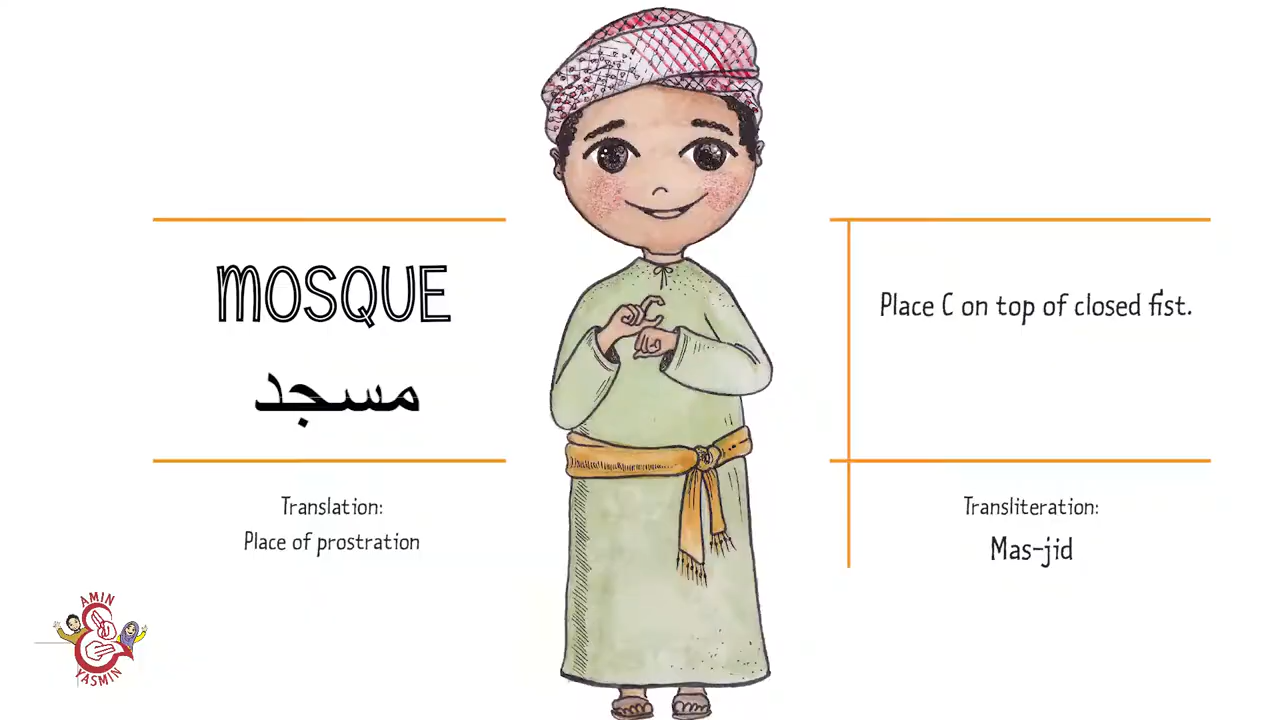 MOSQUE
مسجد
Translation:
Place of prostration
Place C on top of closed fist.
Transliteration:
Mas-jid
AMIN
YASMIN